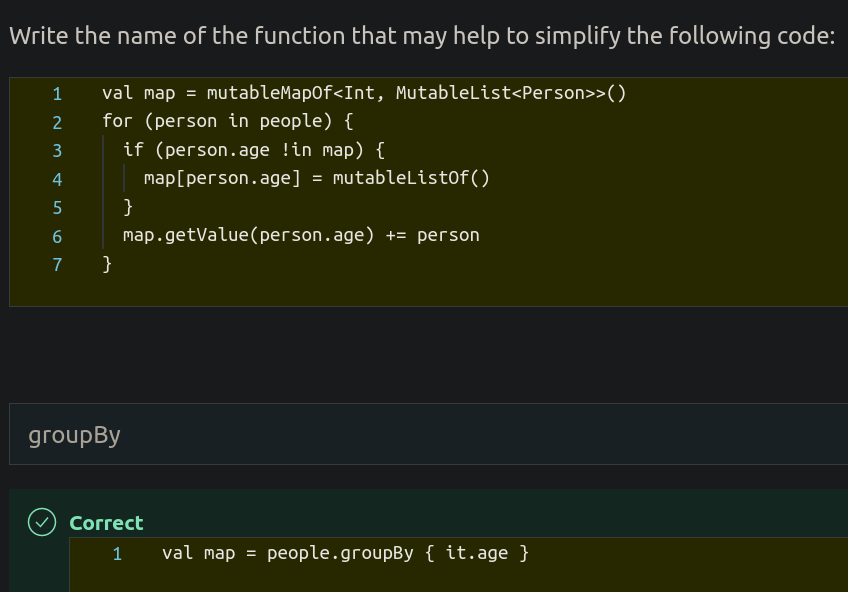 Write the name of the function that may help to simplify the following code:
1 val map = mutableMapOf<Int, MutableList<Person>>()
2 for (person in people) {
3   if (person.age !in map) {
4     map[person.age] = mutableListOf()
5   }
6   map.getValue(person.age) += person
7 }
groupBy
Correct
1 val map = people.groupBy { it.age }